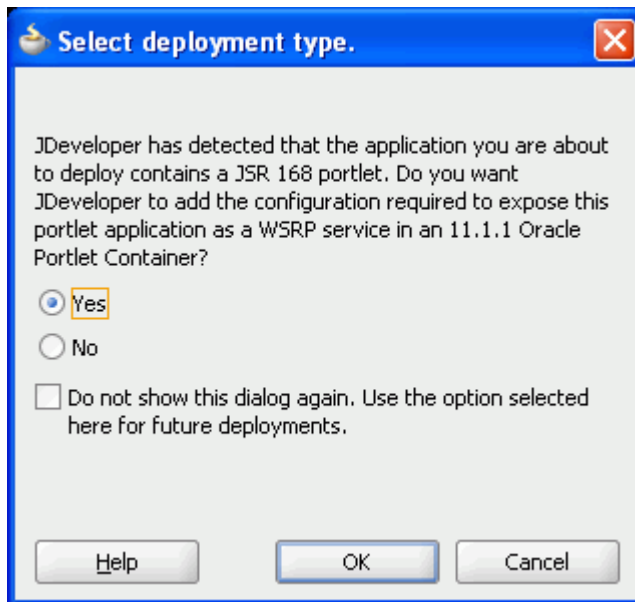 Select deployment type.
JDeveloper has detected that the application you are about
to deploy contains a JSR 168 portlet. Do you want
JDeveloper to add the configuration required to expose this
portlet application as a WSRP service in an 11.1.1 Oracle
Portlet Container?
Yes
No
Do not show this dialog again. Use the option selected
here for future deployments.
Help
OK
Cancel